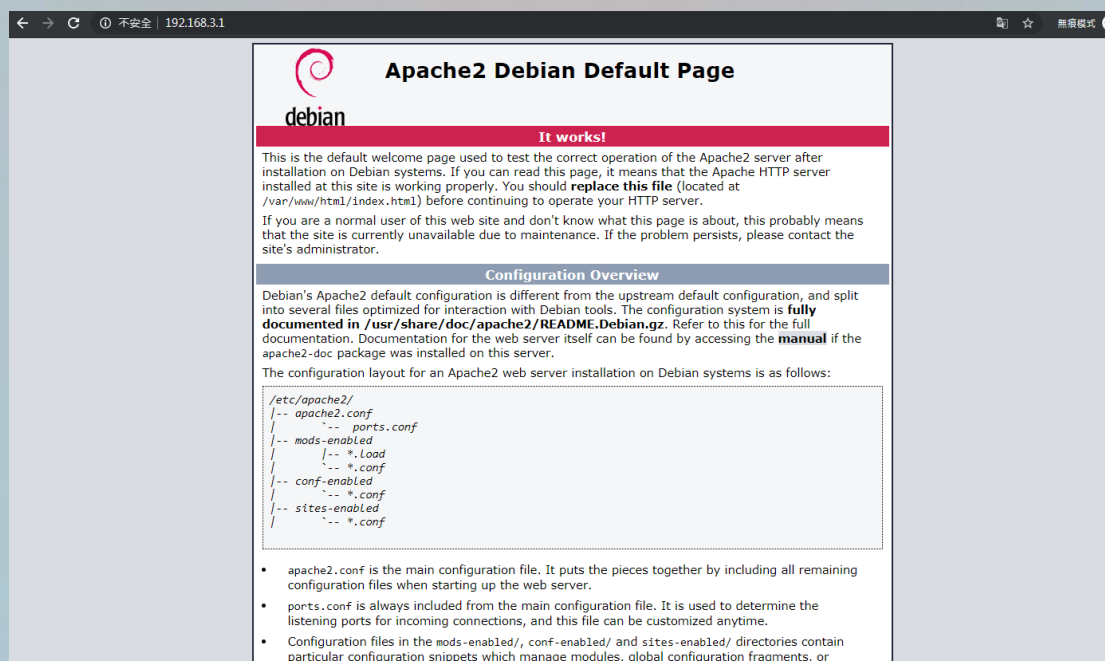 不安全 | 192.168.3.1
無痕模式
debian
Apache2 Debian Default Page
It works!
This is the default welcome page used to test the correct operation of the Apache2 server after
installation on Debian systems. If you can read this page, it means that the Apache HTTP server
installed at this site is working properly. You should replace this file (located at
/var/www/html/index.html) before continuing to operate your HTTP server.
If you are a normal user of this web site and don't know what this page is about, this probably means
that the site is currently unavailable due to maintenance. If the problem persists, please contact the
site's administrator.
Configuration Overview
Debian's Apache2 default configuration is different from the upstream default configuration, and split
into several files optimized for interaction with Debian tools. The configuration system is fully
documented in /usr/share/doc/apache2/README.Debian.gz. Refer to this for the full
documentation. Documentation for the web server itself can be found by accessing the manual if the
apache2-doc package was installed on this server.
The configuration layout for an Apache2 web server installation on Debian systems is as follows:
/etc/apache2/
|-- apache2.conf
|       `--  ports.conf
|-- mods-enabled
|       |-- *.load
|       `-- *.conf
|-- conf-enabled
|       `-- *.conf
|-- sites-enabled
|       `-- *.conf
• apache2.conf is the main configuration file. It puts the pieces together by including all remaining
configuration files when starting up the web server.
• ports.conf is always included from the main configuration file. It is used to determine the
listening ports for incoming connections, and this file can be customized anytime.
• Configuration files in the mods-enabled/, conf-enabled/ and sites-enabled/ directories contain
particular configuration snippets which manage modules, global configuration fragments, or